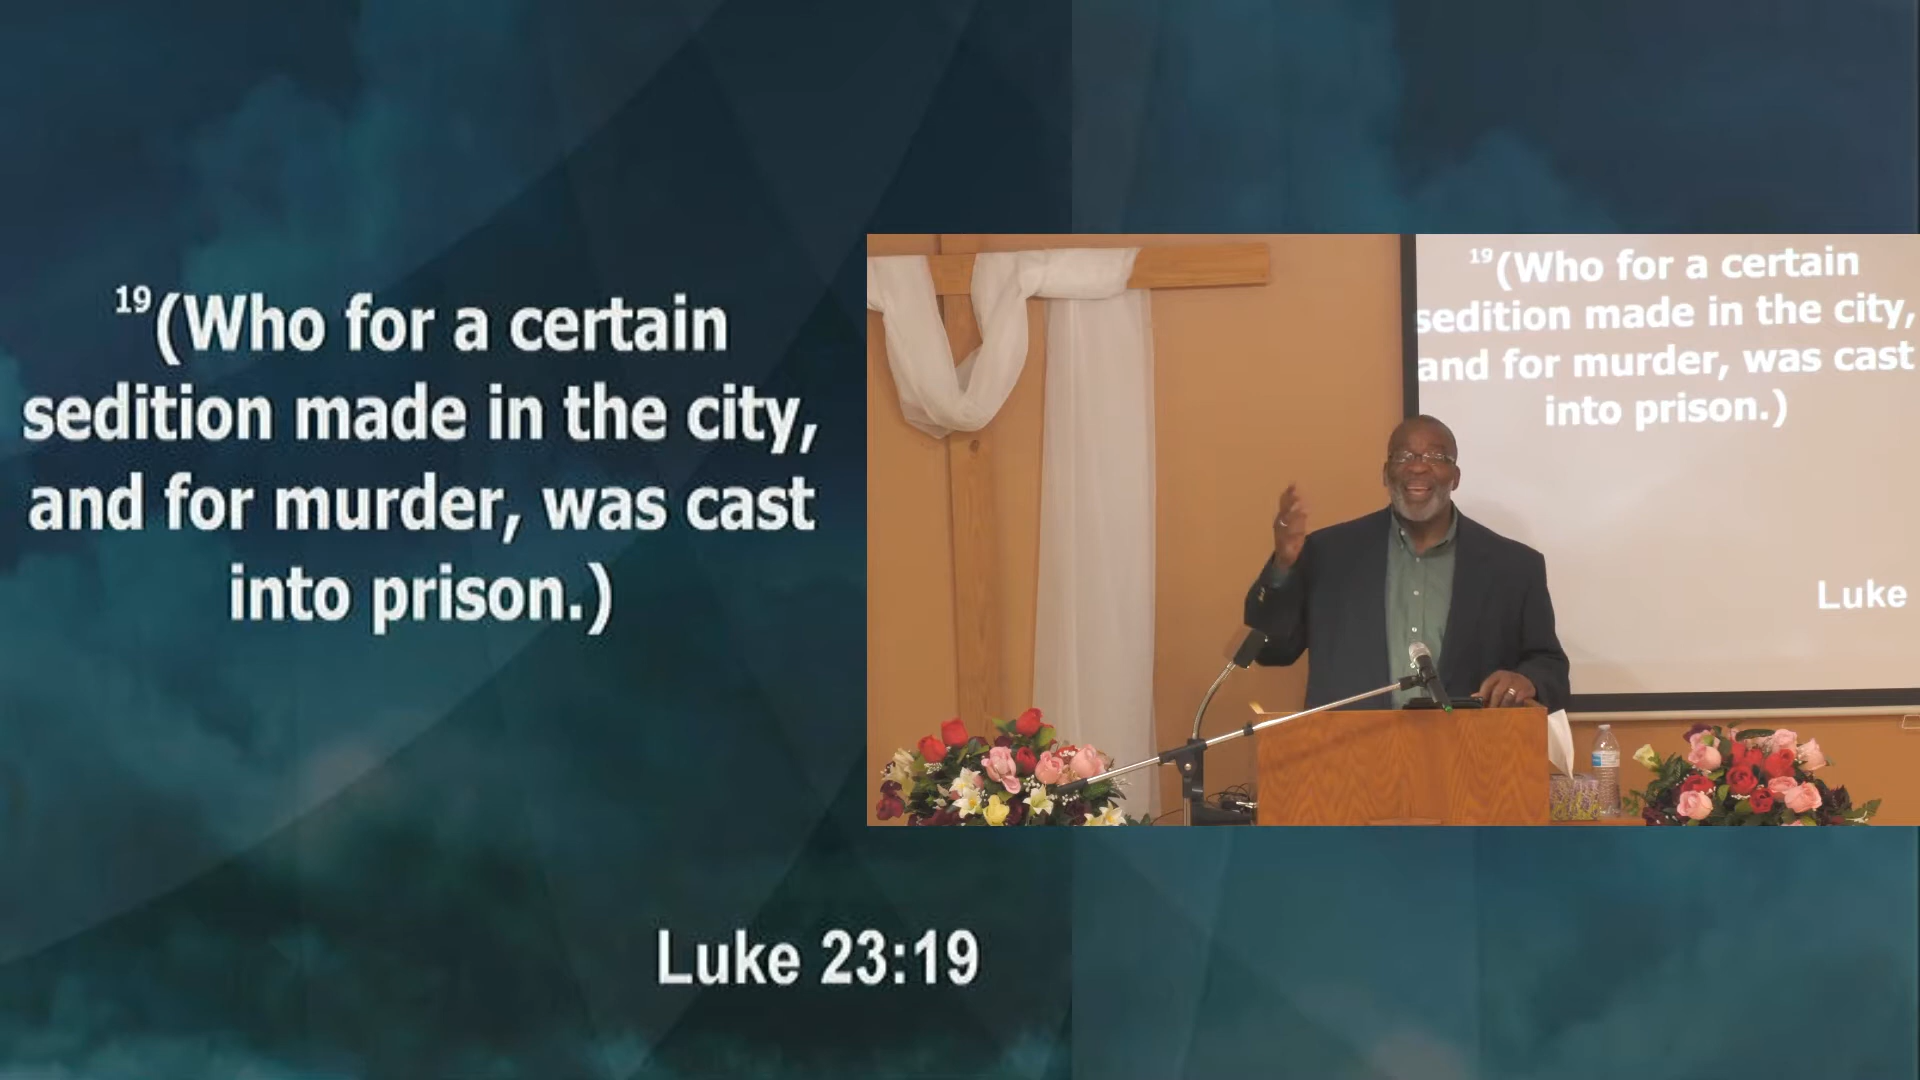 19(Who for a certain
sedition made in the city,
and for murder, was cast
into prison.)
Luke 23:19
19(Who for a certain
sedition made in the city,
and for murder, was cast
into prison.)
Luke